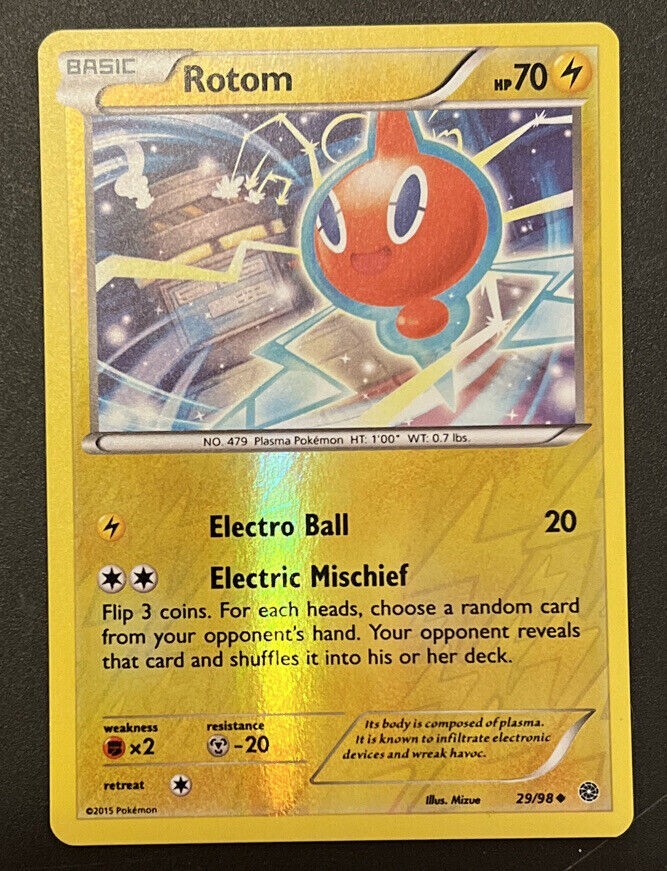 BASIC Rotom HP70
NO. 479 Plasma Pokémon HT: 1'00" WT: 0.7 lbs.
Electro Ball 20
Electric Mischief
Flip 3 coins. For each heads, choose a random card
from your opponent's hand. Your opponent reveals
that card and shuffles it into his or her deck.
weakness resistance
×2 -20
retreat
Its body is composed of plasma.
It is known to infiltrate electronic
devices and wreak havoc.
©2015 Pokémon Illus. Mizue 29/98